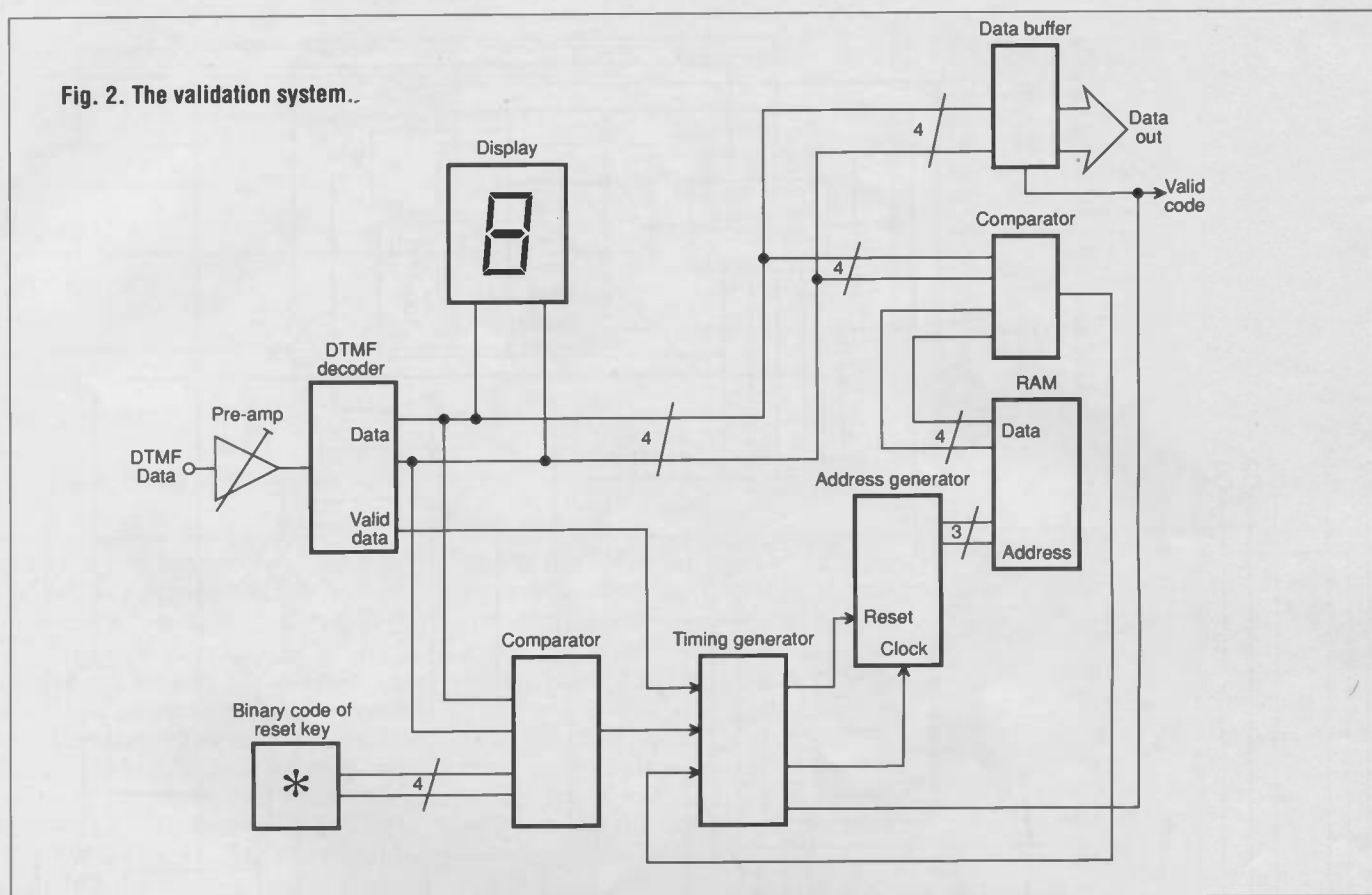 Fig. 2. The validation system..
Data buffer
4
Data
out
Valid
code
Display
8
Comparator
4
DTMF
decoder
Pre-amp
DTMF
Data
Data
4
Valid
data
RAM
Data
4
Address generator
3
Address
Reset
Clock
Comparator
Timing generator
Binary code of
reset key
*
4